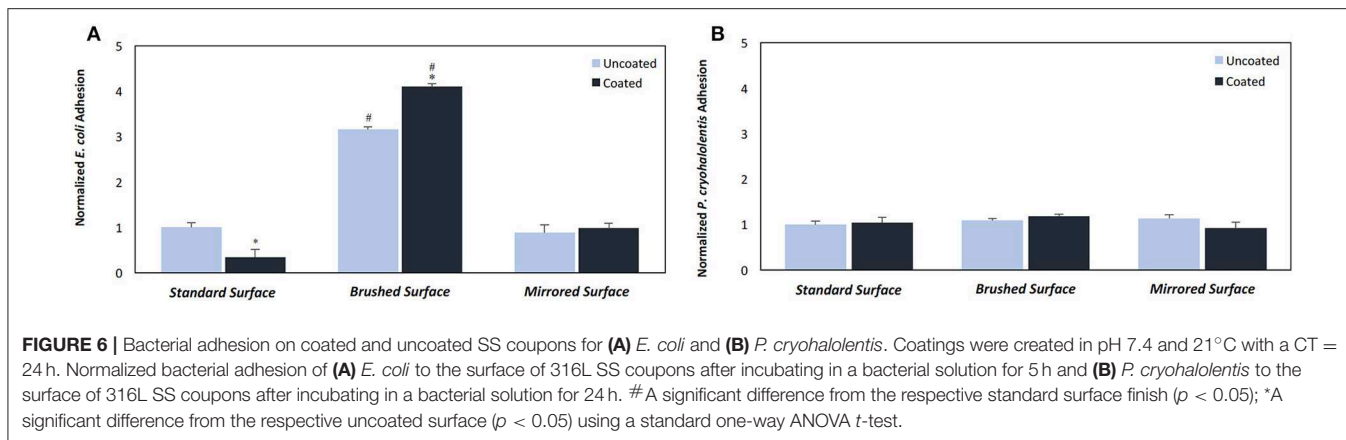 A
Normalized E. coli Adhesion
5
4
3
2
1
0
Uncoated
Coated
*
#
#
*
Standard Surface
Brushed Surface
Mirrored Surface
B
Normalized P. cryohalolentis Adhesion
5
4
3
2
1
0
Uncoated
Coated
Standard Surface
Brushed Surface
Mirrored Surface
FIGURE 6 | Bacterial adhesion on coated and uncoated SS coupons for (A) E. coli and (B) P. cryohalolentis. Coatings were created in pH 7.4 and 21°C with a CT =
24 h. Normalized bacterial adhesion of (A) E. coli to the surface of 316L SS coupons after incubating in a bacterial solution for 5 h and (B) P. cryohalolentis to the
surface of 316L SS coupons after incubating in a bacterial solution for 24 h. #A significant difference from the respective standard surface finish (p < 0.05); *A
significant difference from the respective uncoated surface (p < 0.05) using a standard one-way ANOVA t-test.